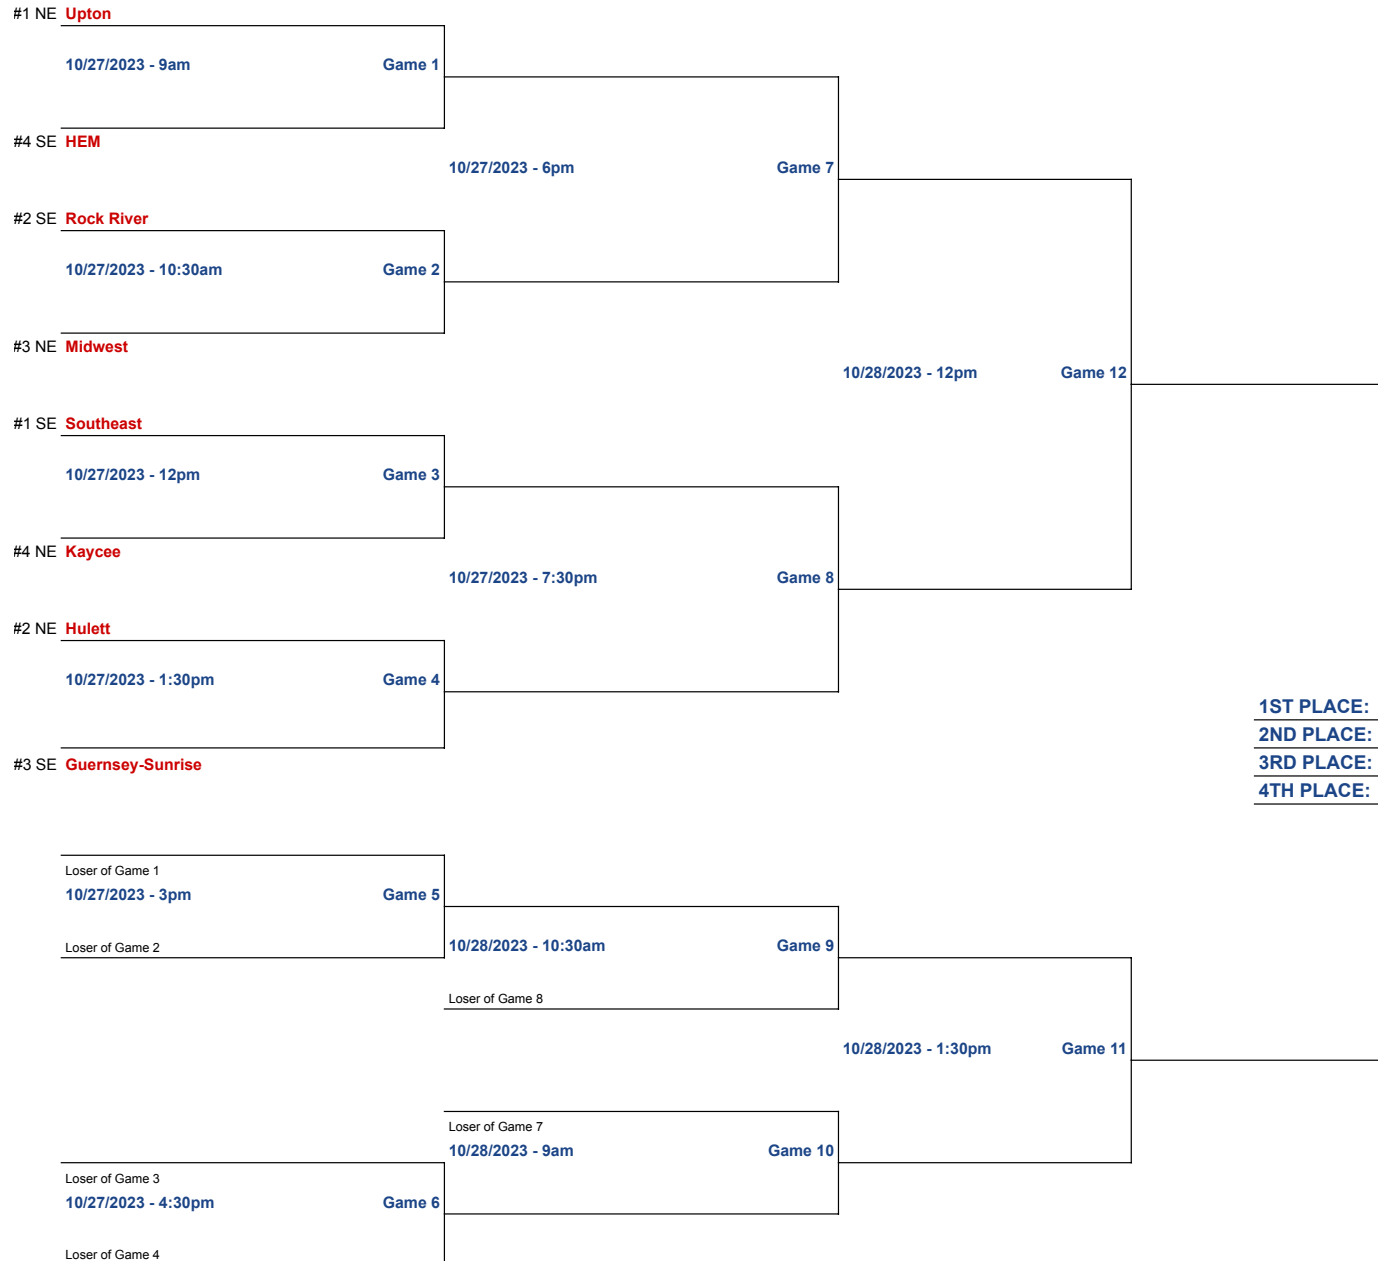 #1 NE Upton
10/27/2023 - 9am Game 1
#4 SE HEM
10/27/2023 - 6pm Game 7
#2 SE Rock River
10/27/2023 - 10:30am Game 2
#3 NE Midwest
10/28/2023 - 12pm Game 12
#1 SE Southeast
10/27/2023 - 12pm Game 3
#4 NE Kaycee
10/27/2023 - 7:30pm Game 8
#2 NE Hulett
10/27/2023 - 1:30pm Game 4
1ST PLACE:
2ND PLACE:
3RD PLACE:
4TH PLACE:
#3 SE Guernsey-Sunrise
Loser of Game 1
10/27/2023 - 3pm Game 5
Loser of Game 2
10/28/2023 - 10:30am Game 9
Loser of Game 8
10/28/2023 - 1:30pm Game 11
Loser of Game 7
10/28/2023 - 9am Game 10
Loser of Game 3
10/27/2023 - 4:30pm Game 6
Loser of Game 4